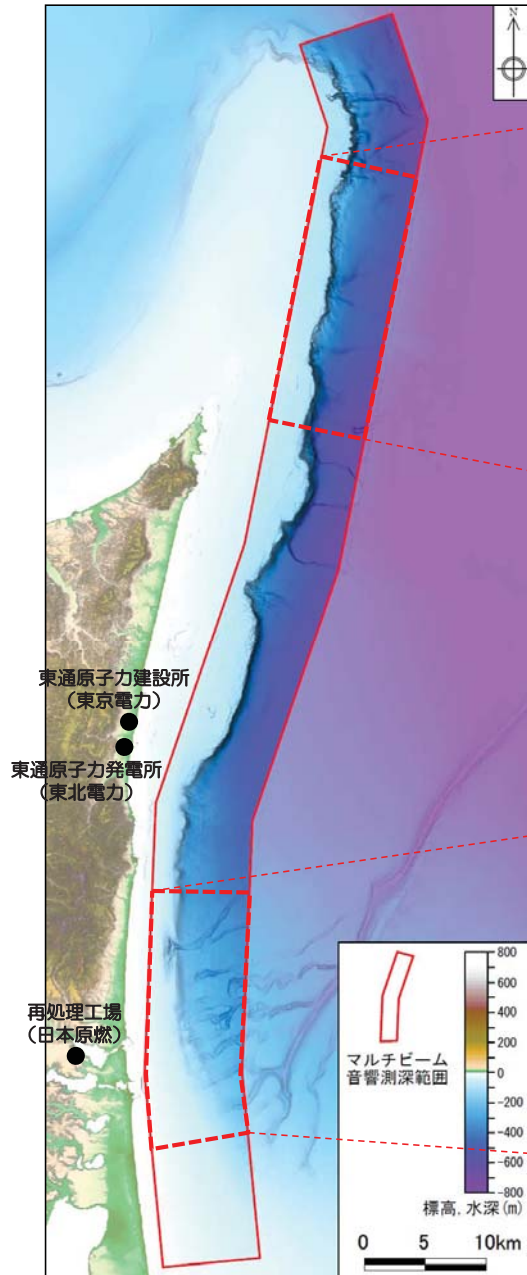 N
東通原子力建設所
（東京電力）
東通原子力発電所
（東北電力）
再処理工場
（日本原燃）
マルチビーム
音響測深範囲
800
600
400
200
0
-200
-400
-600
-800
標高，水深(m)
0 5 10km